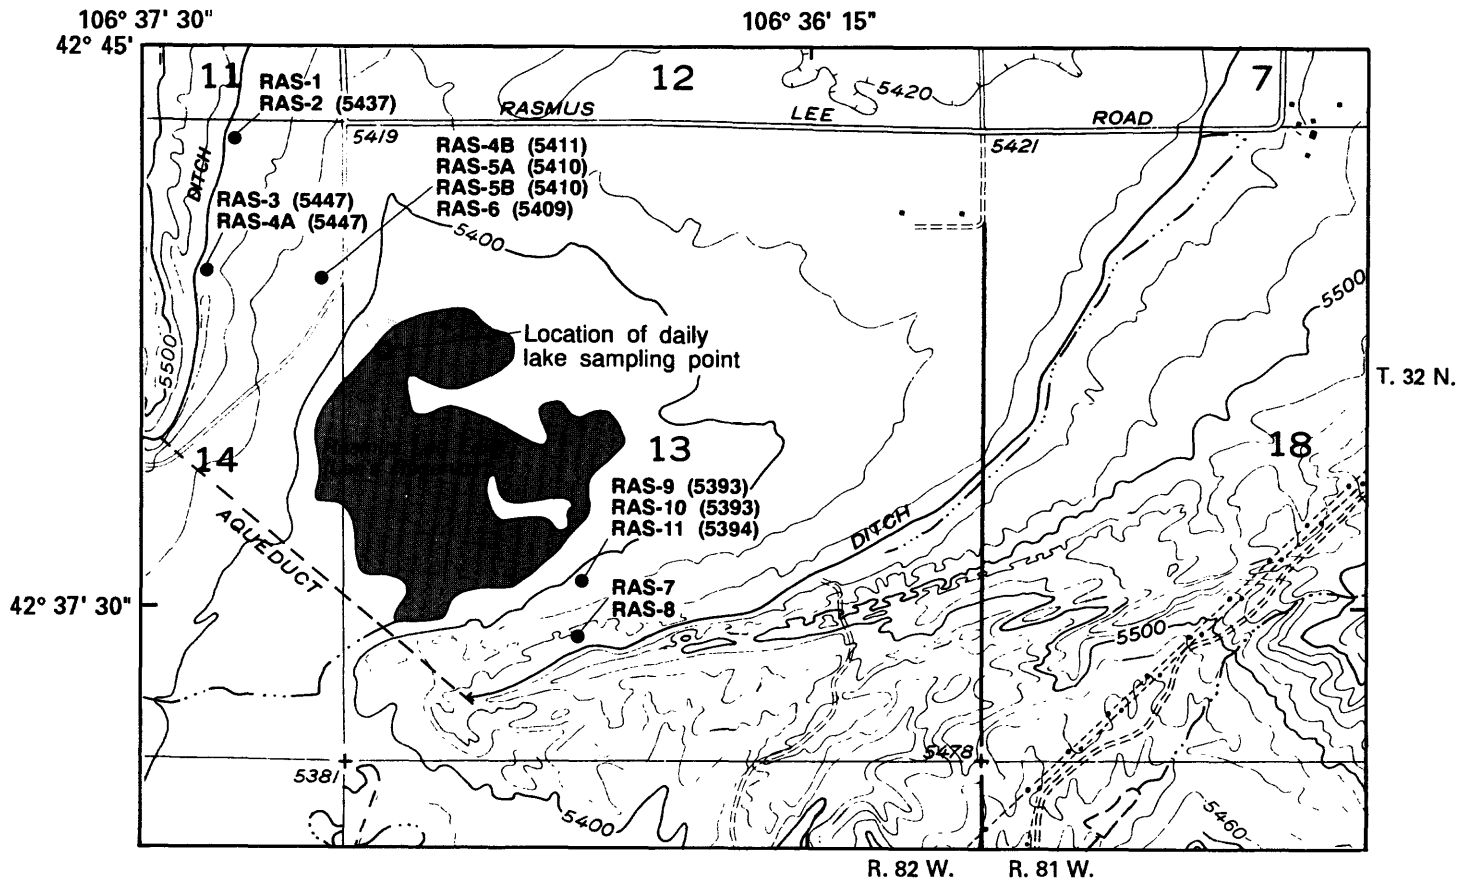 106° 37' 30"
106° 36' 15"
42° 45'
11
12
7
RAS-1
RAS-2 (5437)
5420
RASMUS LEE ROAD
5419
5421
DITCH
RAS-4B (5411)
RAS-5A (5410)
RAS-5B (5410)
RAS-6 (5409)
RAS-3 (5447)
RAS-4A (5447)
5400
5500
Location of daily
lake sampling point
5500
T. 32 N.
14
13
18
RAS-9 (5393)
RAS-10 (5393)
RAS-11 (5394)
AQUEDUCT
DITCH
RAS-7
RAS-8
42° 37' 30"
5500
5478
5381
5400
5460
R. 82 W.
R. 81 W.